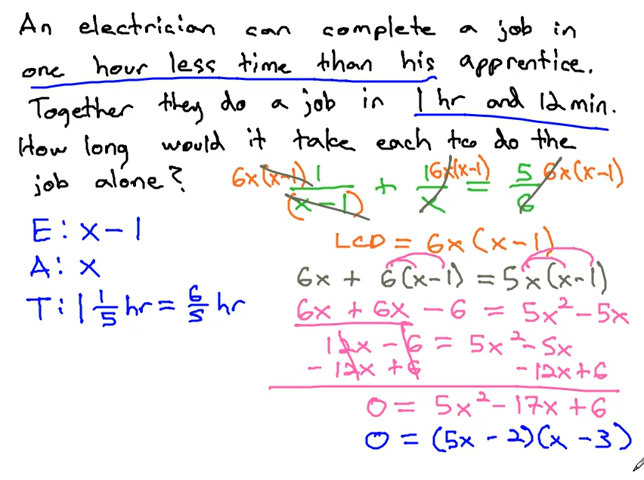 An electrician can complete a job in
one hour less time than his apprentice.
Together they do a job in 1 hr and 12 min.
How long would it take each to do the
job alone?
6x(x-1) 1/(x-1) + 1/x 6x(x-1) = 5/6 6x(x-1)
E: x-1
LCD = 6x(x-1)
A: x
6x + 6(x-1) = 5x(x-1)
T: 1 1/5 hr = 6/5 hr
6x + 6x - 6 = 5x² - 5x
12x - 6 = 5x² - 5x
-12x + 6 -12x + 6
0 = 5x² - 17x + 6
0 = (5x - 2)(x - 3)